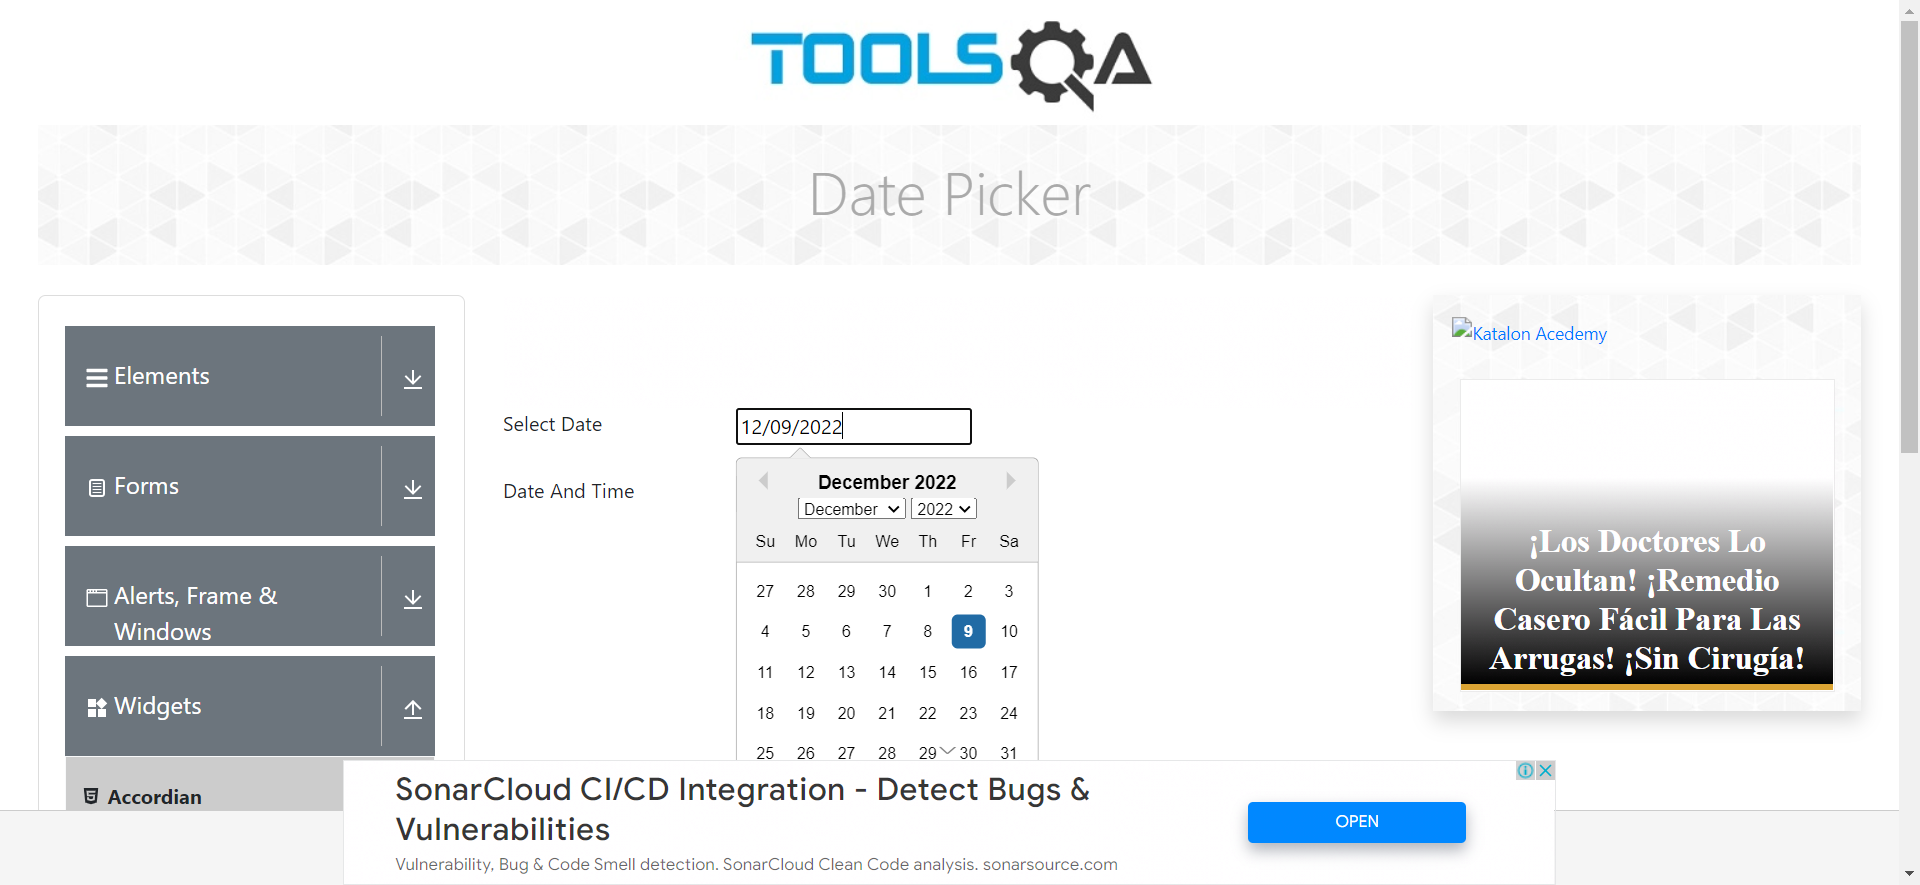 TOOLSQA
Date Picker
Elements
Forms
Alerts, Frame &
Windows
Widgets
Accordian
Select Date
12/09/2022
Date And Time
December 2022
December 2022
Su Mo Tu We Th Fr Sa
27 28 29 30 1 2 3
4 5 6 7 8 9 10
11 12 13 14 15 16 17
18 19 20 21 22 23 24
25 26 27 28 29 30 31
Katalon Acedemy
¡Los Doctores Lo
Ocultan! ¡Remedio
Casero Fácil Para Las
Arrugas! ¡Sin Cirugía!
SonarCloud CI/CD Integration - Detect Bugs &
Vulnerabilities
Vulnerability, Bug & Code Smell detection. SonarCloud Clean Code analysis. sonarsource.com
OPEN